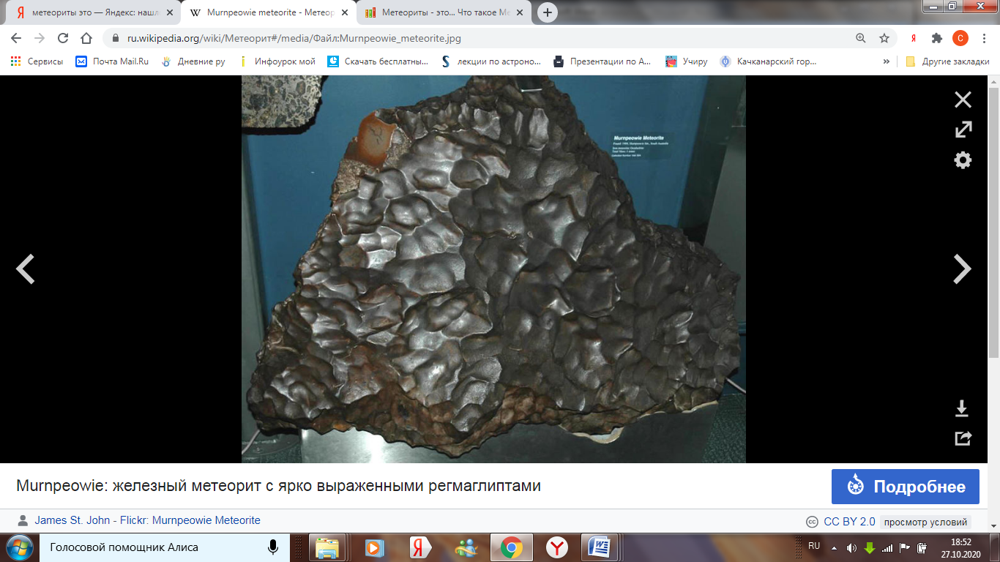 метеориты это — Яндекс: нашл
Murnpeowie meteorite - Метеор
Метеориты - это... Что такое Ме
ru.wikipedia.org/wiki/Метеорит#/media/Файл:Murnpeowie_meteorite.jpg
Сервисы
Почта Mail.Ru
Дневние ру
Инфоурок мой
Скачать бесплатны...
лекции по астроно...
Презентации по А...
Учиру
Качканарский гор...
Другие закладки
Murnpeowie Meteorite
Murnpeowie: железный метеорит с ярко выраженными регмаглиптами
Подробнее
James St. John - Flickr: Murnpeowie Meteorite
CC BY 2.0
просмотр условий
Голосовой помощник Алиса
RU
18:52
27.10.2020